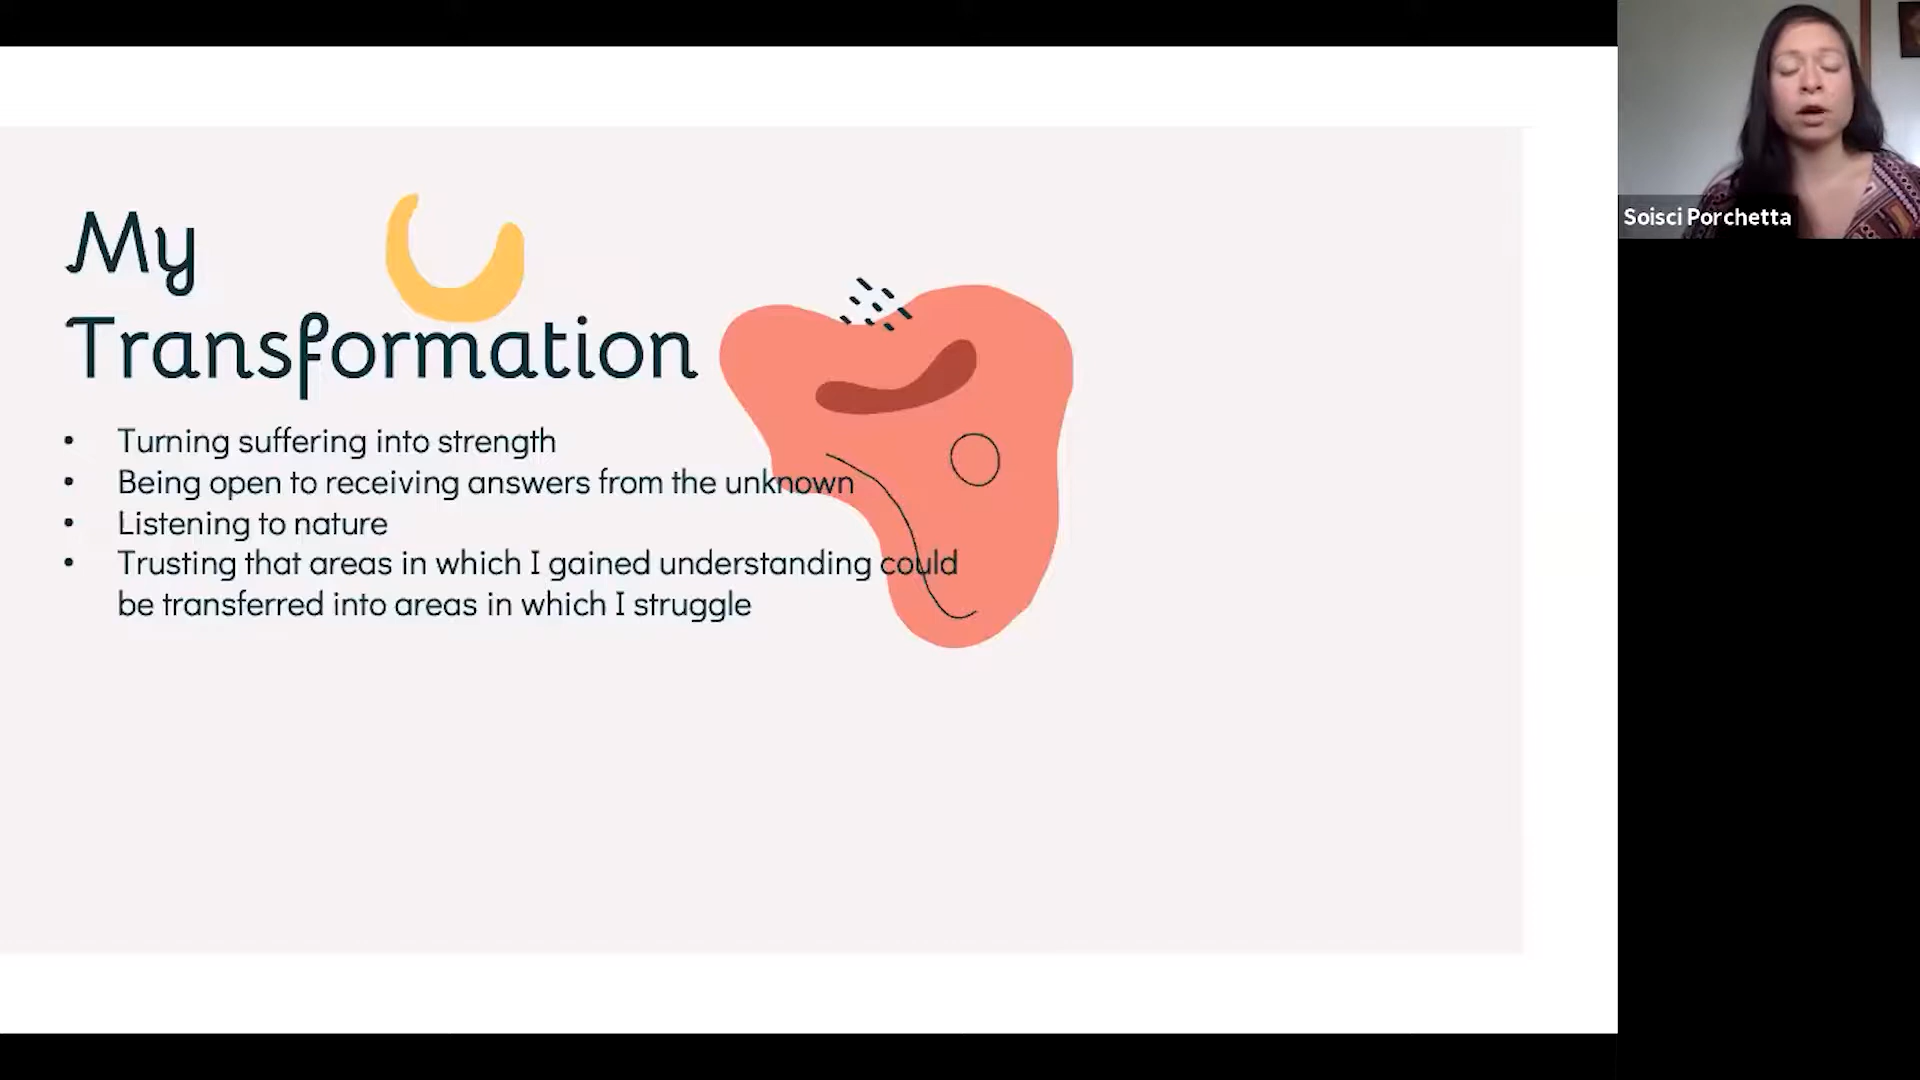 My
Transformation
• Turning suffering into strength
• Being open to receiving answers from the unknown
• Listening to nature
• Trusting that areas in which I gained understanding could
be transferred into areas in which I struggle
Soisci Porchetta